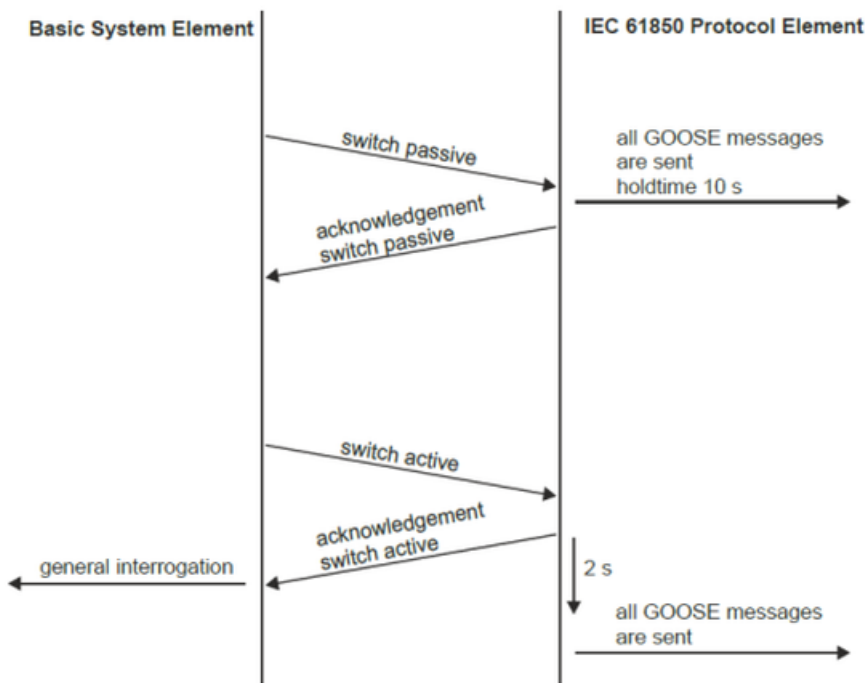 Basic System Element
IEC 61850 Protocol Element
switch passive
all GOOSE messages
are sent
holdtime 10 s
acknowledgement
switch passive
switch active
acknowledgement
switch active
general interrogation
2 s
all GOOSE messages
are sent